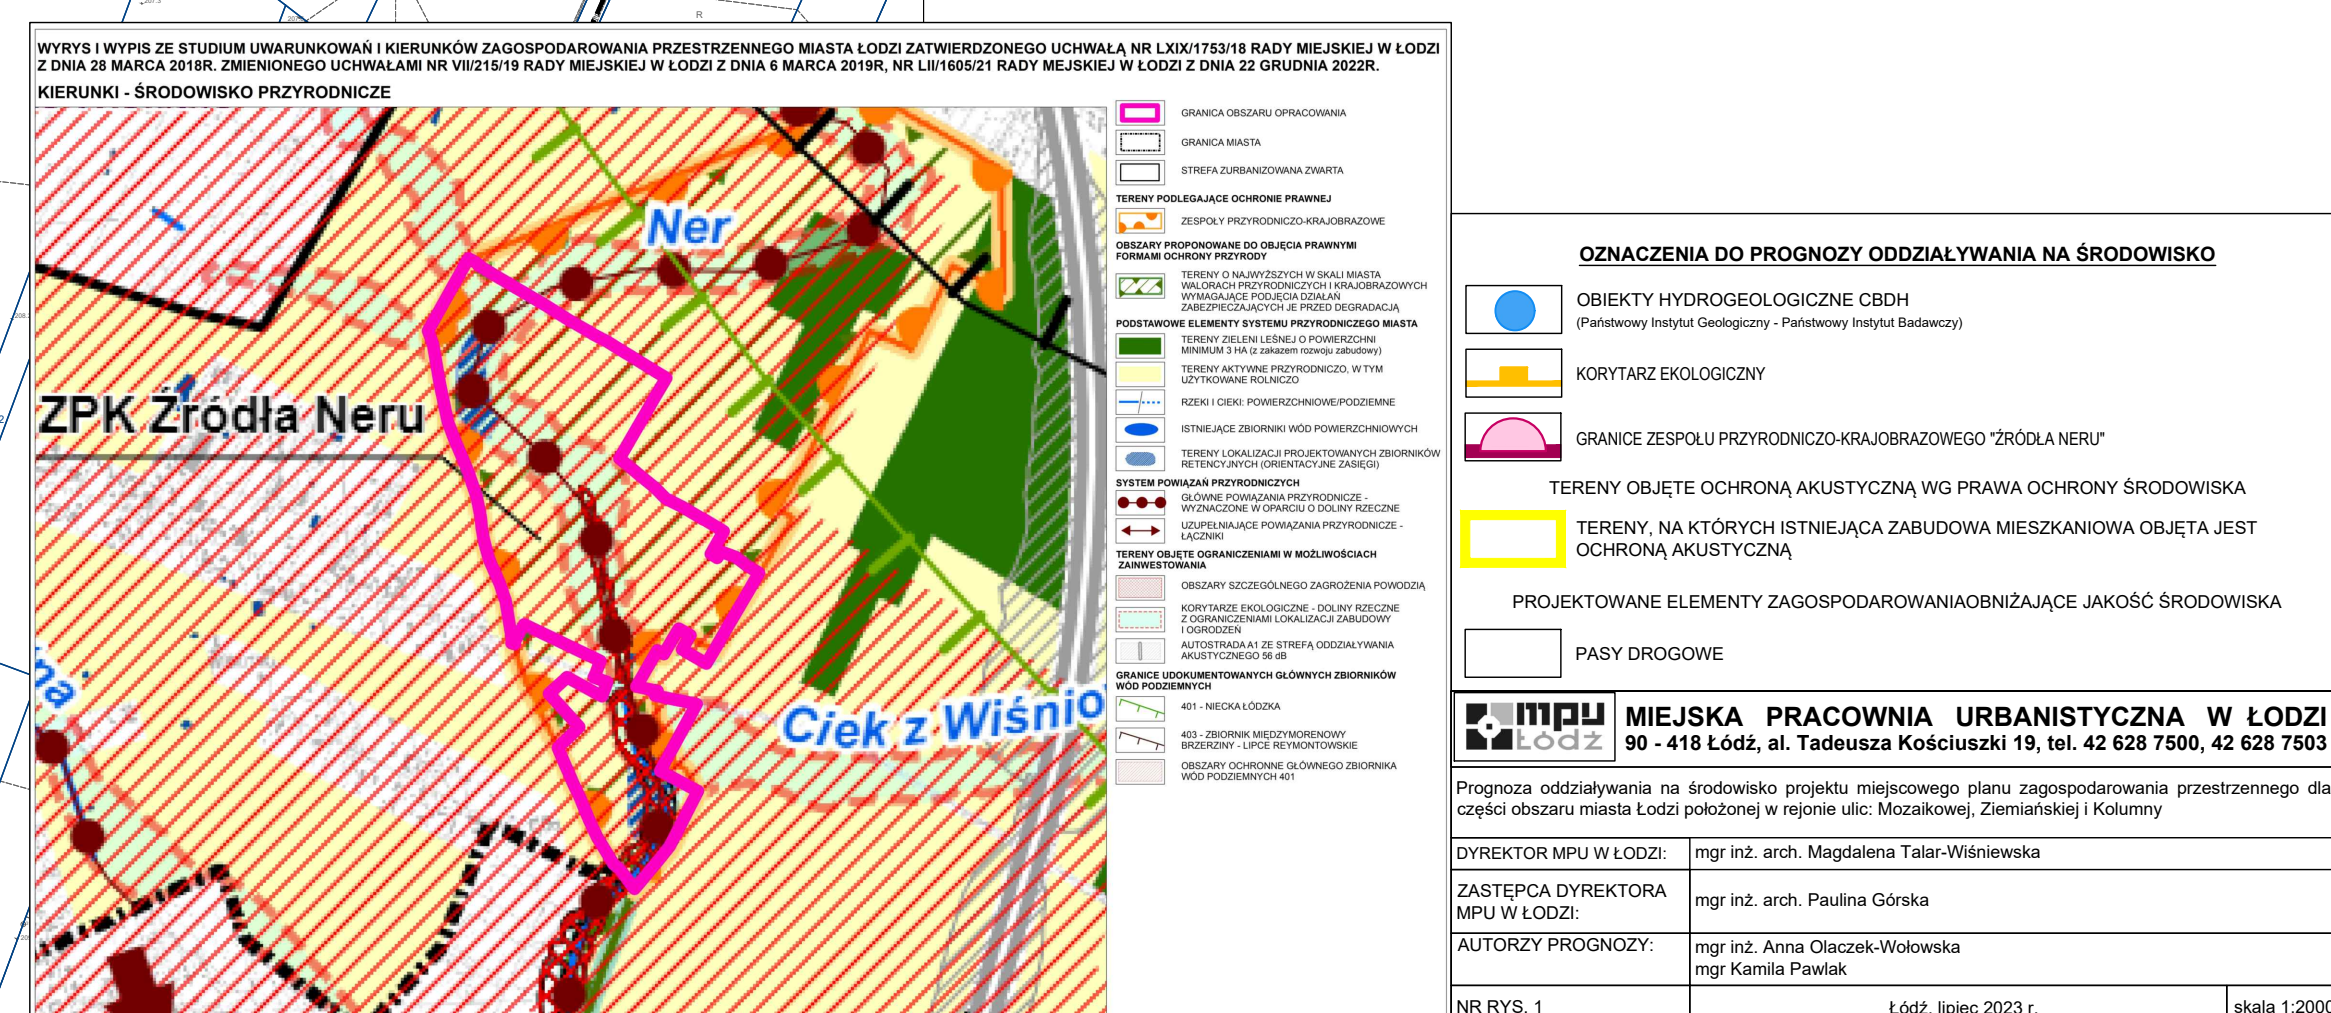 R
WYRYS I WYPIS ZE STUDIUM UWARUNKOWAŃ I KIERUNKÓW ZAGOSPODAROWANIA PRZESTRZENNEGO MIASTA ŁODZI ZATWIERDZONEGO UCHWAŁĄ NR LXIX/1753/18 RADY MIEJSKIEJ W ŁODZI
Z DNIA 28 MARCA 2018R. ZMIENIONEGO UCHWAŁAMI NR VII/215/19 RADY MIEJSKIEJ W ŁODZI Z DNIA 6 MARCA 2019R, NR LII/1605/21 RADY MEJSKIEJ W ŁODZI Z DNIA 22 GRUDNIA 2022R.
KIERUNKI - ŚRODOWISKO PRZYRODNICZE
Ner
ZPK Źródła Neru
Ciek z Wiśnio
na
GRANICA OBSZARU OPRACOWANIA
GRANICA MIASTA
STREFA ZURBANIZOWANA ZWARTA
TERENY PODLEGAJĄCE OCHRONIE PRAWNEJ
ZESPOŁY PRZYRODNICZO-KRAJOBRAZOWE
OBSZARY PROPONOWANE DO OBJĘCIA PRAWNYMI
FORMAMI OCHRONY PRZYRODY
TERENY O NAJWYŻSZYCH W SKALI MIASTA
WALORACH PRZYRODNICZYCH I KRAJOBRAZOWYCH
WYMAGAJĄCE PODJĘCIA DZIAŁAŃ
ZABEZPIECZAJĄCYCH JE PRZED DEGRADACJĄ
PODSTAWOWE ELEMENTY SYSTEMU PRZYRODNICZEGO MIASTA
TERENY ZIELENI LEŚNEJ O POWIERZCHNI
MINIMUM 3 HA (z zakazem rozwoju zabudowy)
TERENY AKTYWNE PRZYRODNICZO, W TYM
UŻYTKOWANE ROLNICZO
RZEKI I CIEKI: POWIERZCHNIOWE/PODZIEMNE
ISTNIEJĄCE ZBIORNIKI WÓD POWIERZCHNIOWYCH
TERENY LOKALIZACJI PROJEKTOWANYCH ZBIORNIKÓW
RETENCYJNYCH (ORIENTACYJNE ZASIĘGI)
SYSTEM POWIĄZAŃ PRZYRODNICZYCH
GŁÓWNE POWIĄZANIA PRZYRODNICZE -
WYZNACZONE W OPARCIU O DOLINY RZECZNE
UZUPEŁNIAJĄCE POWIĄZANIA PRZYRODNICZE -
ŁĄCZNIKI
TERENY OBJĘTE OGRANICZENIAMI W MOŻLIWOŚCIACH
ZAINWESTOWANIA
OBSZARY SZCZEGÓLNEGO ZAGROŻENIA POWODZIĄ
KORYTARZE EKOLOGICZNE - DOLINY RZECZNE
Z OGRANICZENIAMI LOKALIZACJI ZABUDOWY
I OGRODZEŃ
AUTOSTRADA A1 ZE STREFĄ ODDZIAŁYWANIA
AKUSTYCZNEGO 56 dB
GRANICE UDOKUMENTOWANYCH GŁÓWNYCH ZBIORNIKÓW
WÓD PODZIEMNYCH
401 - NIECKA ŁÓDZKA
403 - ZBIORNIK MIĘDZYMORENOWY
BRZERZINY - LIPCE REYMONTOWSKIE
OBSZARY OCHRONNE GŁÓWNEGO ZBIORNIKA
WÓD PODZIEMNYCH 401
OZNACZENIA DO PROGNOZY ODDZIAŁYWANIA NA ŚRODOWISKO
OBIEKTY HYDROGEOLOGICZNE CBDH
(Państwowy Instytut Geologiczny - Państwowy Instytut Badawczy)
KORYTARZ EKOLOGICZNY
GRANICE ZESPOŁU PRZYRODNICZO-KRAJOBRAZOWEGO "ŹRÓDŁA NERU"
TERENY OBJĘTE OCHRONĄ AKUSTYCZNĄ WG PRAWA OCHRONY ŚRODOWISKA
TERENY, NA KTÓRYCH ISTNIEJĄCA ZABUDOWA MIESZKANIOWA OBJĘTA JEST
OCHRONĄ AKUSTYCZNĄ
PROJEKTOWANE ELEMENTY ZAGOSPODAROWANIAOBNIŻAJĄCE JAKOŚĆ ŚRODOWISKA
PASY DROGOWE
mpu
Łódź
MIEJSKA PRACOWNIA URBANISTYCZNA W ŁODZI
90 - 418 Łódź, al. Tadeusza Kościuszki 19, tel. 42 628 7500, 42 628 7503
Prognoza oddziaływania na środowisko projektu miejscowego planu zagospodarowania przestrzennego dla
części obszaru miasta Łodzi położonej w rejonie ulic: Mozaikowej, Ziemiańskiej i Kolumny
DYREKTOR MPU W ŁODZI: mgr inż. arch. Magdalena Talar-Wiśniewska
ZASTĘPCA DYREKTORA
MPU W ŁODZI:
mgr inż. arch. Paulina Górska
AUTORZY PROGNOZY: mgr inż. Anna Olaczek-Wołowska
mgr Kamila Pawlak
NR RYS. 1 Łódź, lipiec 2023 r. skala 1:2000